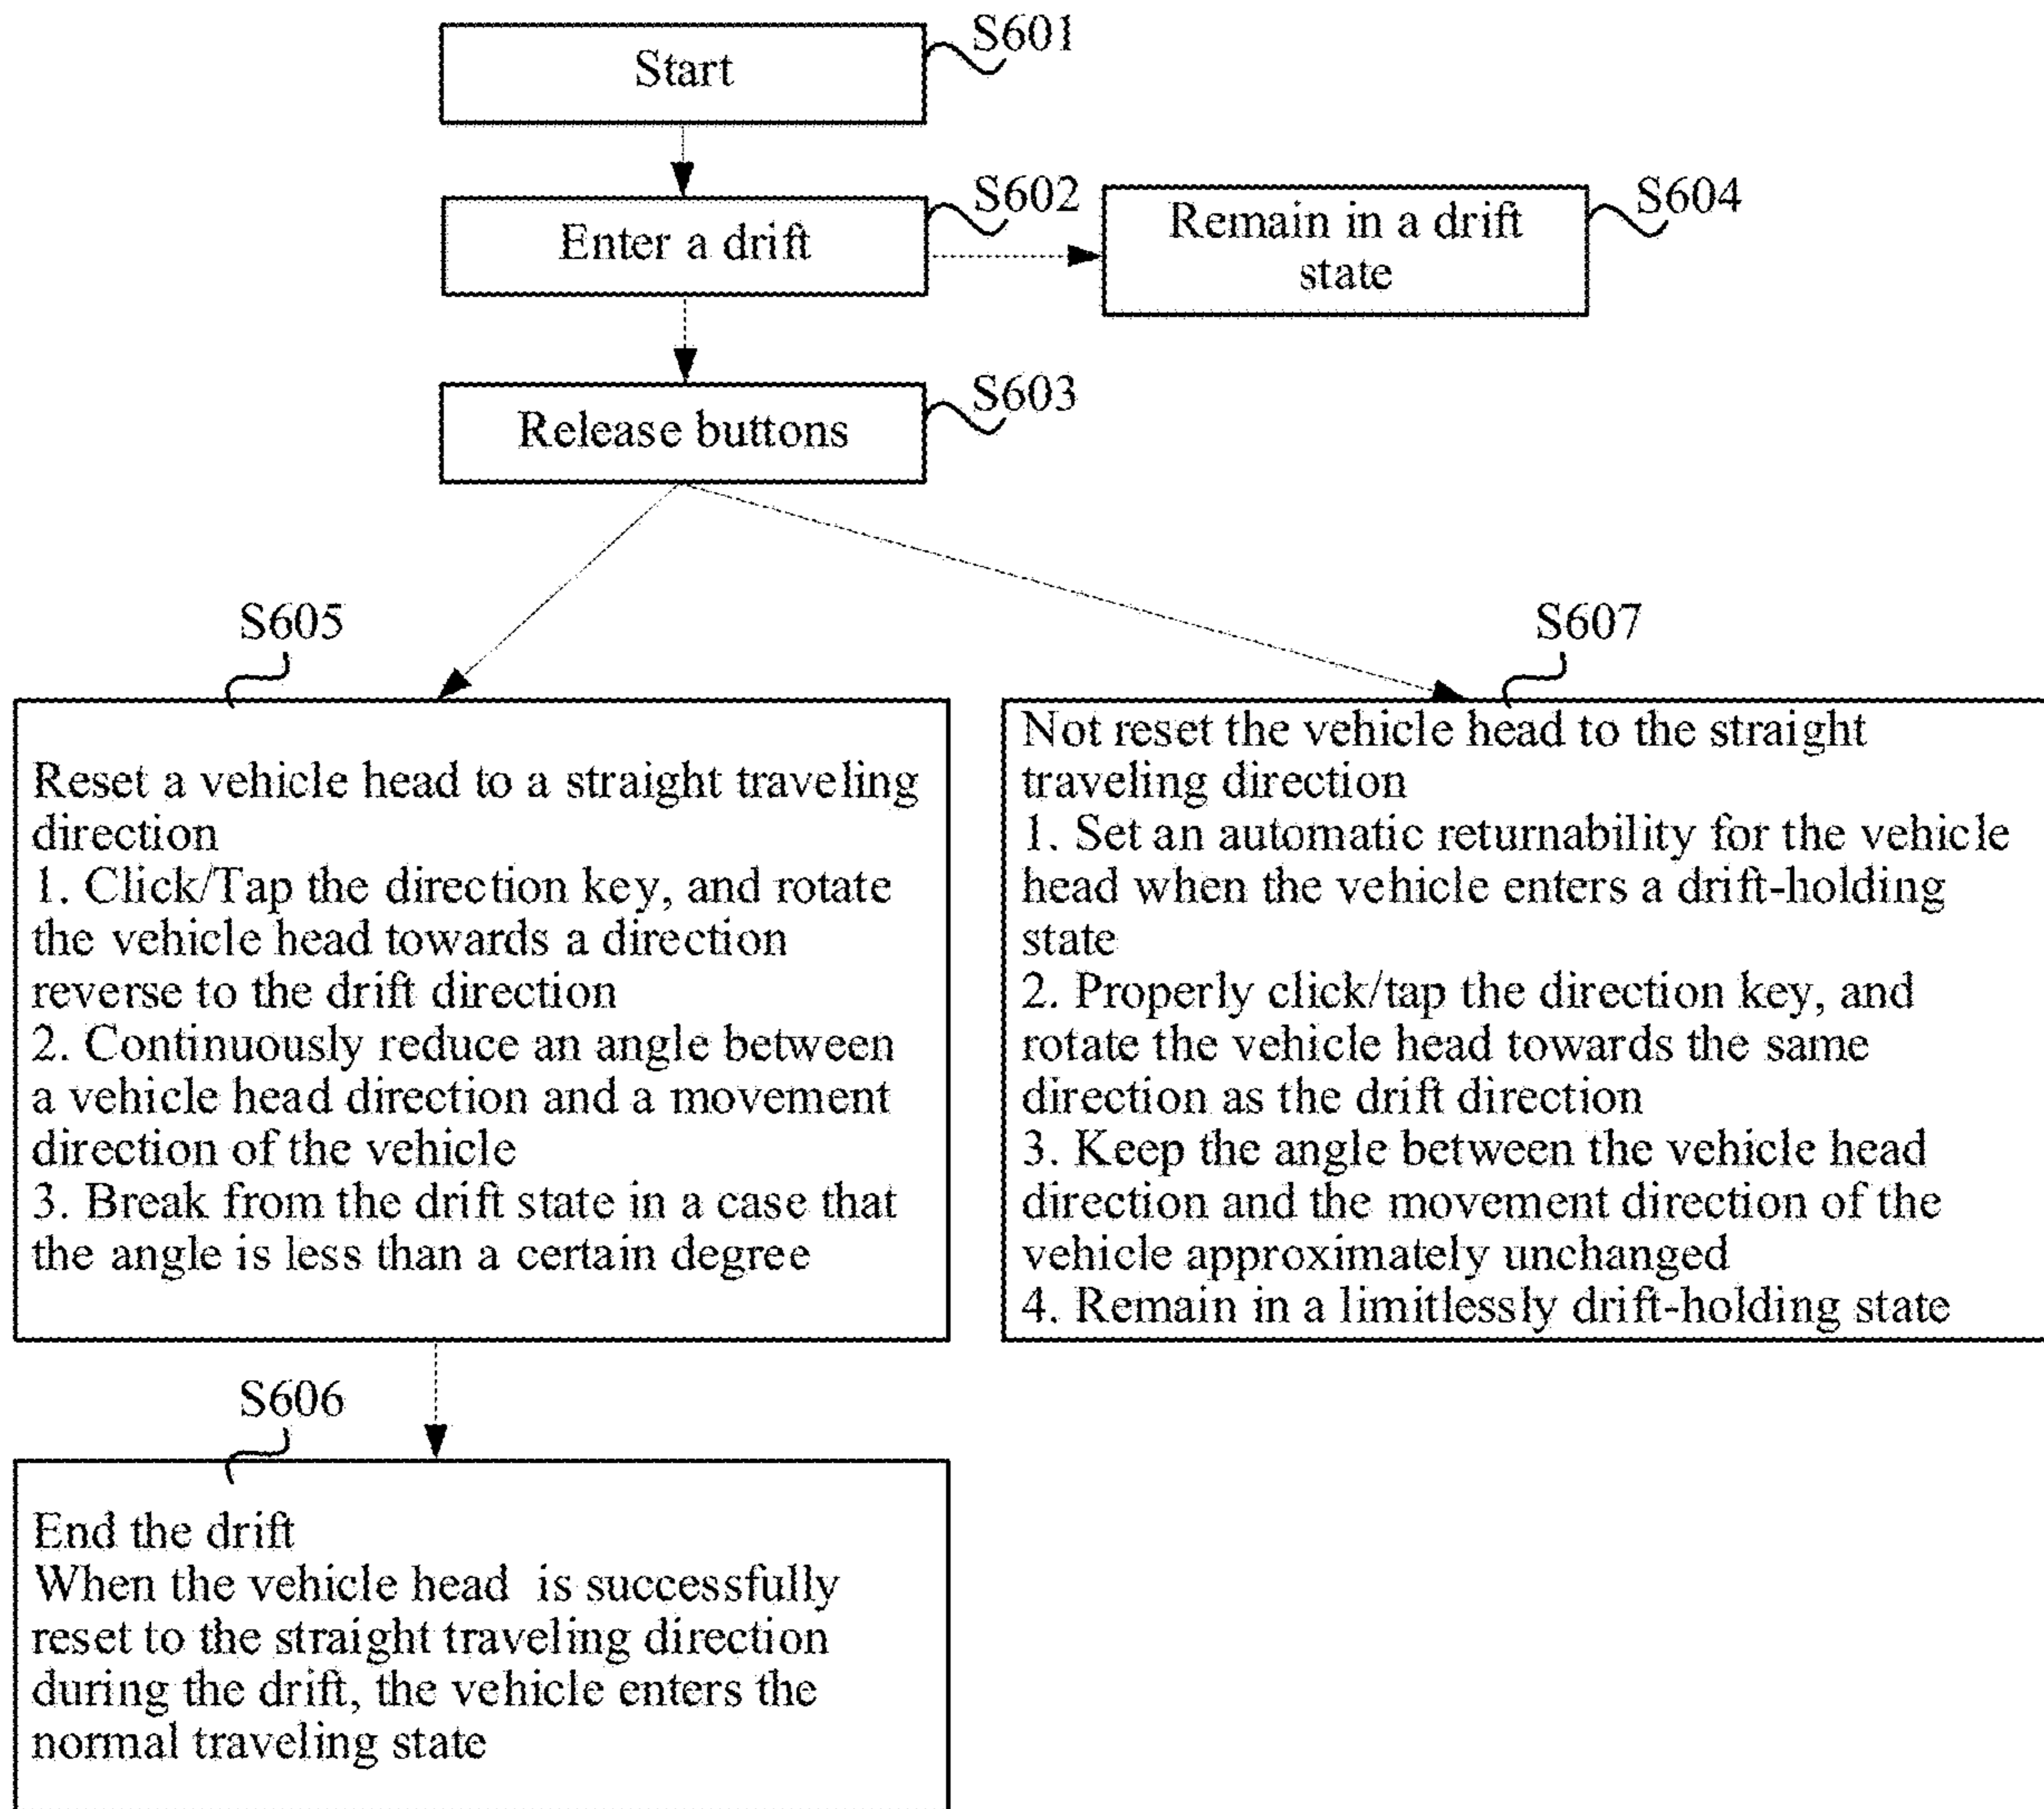 S601
Start
S602
Enter a drift
S604
Remain in a drift
state
S603
Release buttons
S605
Reset a vehicle head to a straight traveling
direction
1. Click/Tap the direction key, and rotate
the vehicle head towards a direction
reverse to the drift direction
2. Continuously reduce an angle between
a vehicle head direction and a movement
direction of the vehicle
3. Break from the drift state in a case that
the angle is less than a certain degree
S607
Not reset the vehicle head to the straight
traveling direction
1. Set an automatic returnability for the vehicle
head when the vehicle enters a drift-holding
state
2. Properly click/tap the direction key, and
rotate the vehicle head towards the same
direction as the drift direction
3. Keep the angle between the vehicle head
direction and the movement direction of the
vehicle approximately unchanged
4. Remain in a limitlessly drift-holding state
S606
End the drift
When the vehicle head is successfully
reset to the straight traveling direction
during the drift, the vehicle enters the
normal traveling state